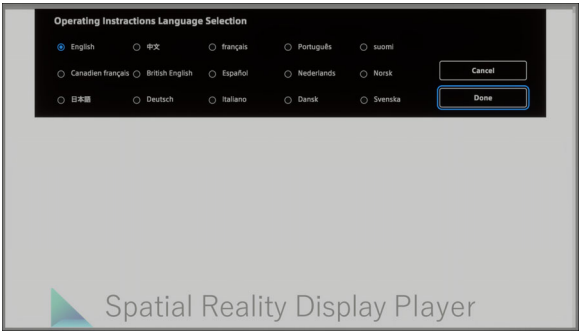 Operating Instractions Language Selection
English 中文 français Português suomi
Canadien français British English Español Nederlands Norsk Cancel
日本語 Deutsch Italiano Dansk Svenska Done
Spatial Reality Display Player